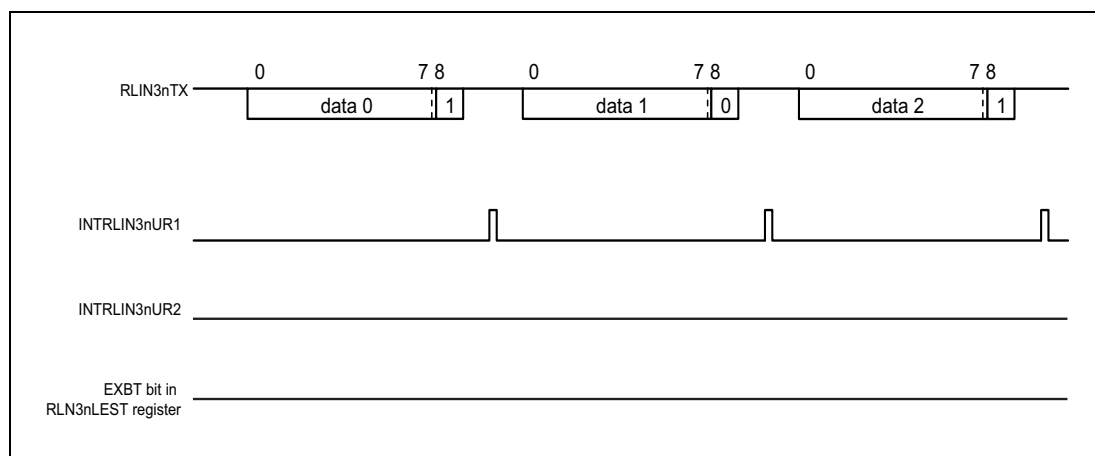 0 7 8 0 7 8 0 7 8
RLIN3nTX
data 0 1 data 1 0 data 2 1
INTRLIN3nUR1
INTRLIN3nUR2
EXBT bit in
RLN3nLEST register